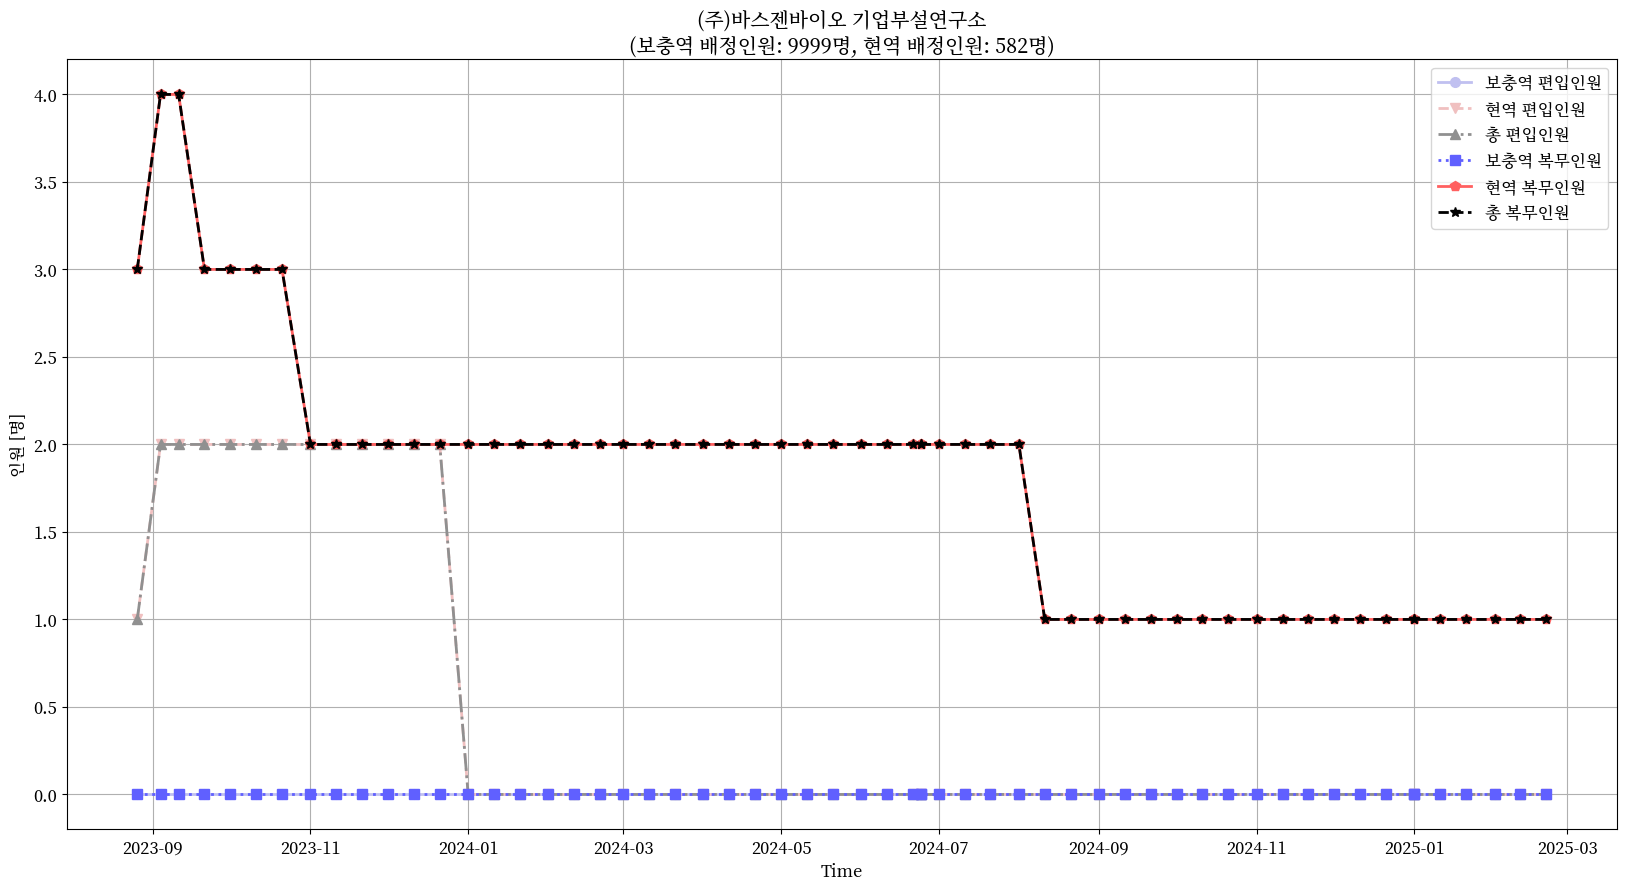 (주)바스젠바이오 기업부설연구소
(보충역 배정인원: 9999명, 현역 배정인원: 582명)
보충역 편입인원
현역 편입인원
총 편입인원
보충역 복무인원
현역 복무인원
총 복무인원
인원 [명]
4.0
3.5
3.0
2.5
2.0
1.5
1.0
0.5
0.0
2023-09
2023-11
2024-01
2024-03
2024-05
2024-07
2024-09
2024-11
2025-01
2025-03
Time